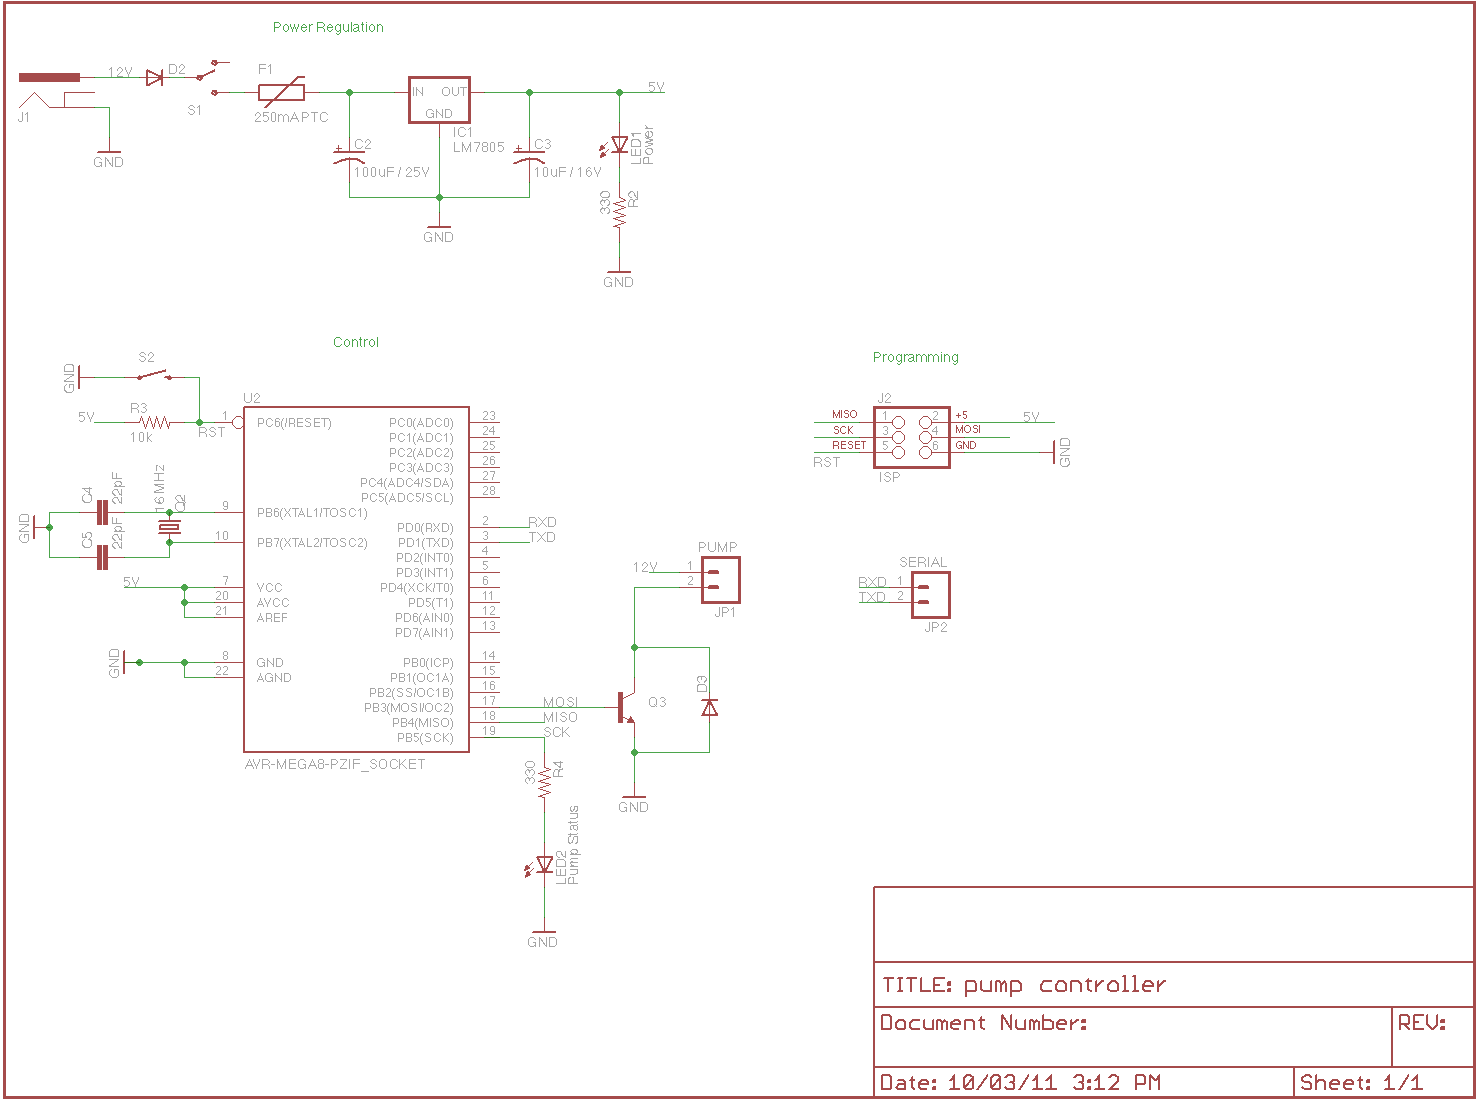 Power Regulation
12V
D2
S1
F1
250mAPTC
J1
GND
IN
OUT
GND
IC1
LM7805
C2
100uF/25V
C3
10uF/16V
5V
LED1
Power
330
R2
GND
GND
Control
GND
S2
5V
R3
10k
RST
U2
1
PC6(/RESET)
GND
C4
22pF
C5
22pF
16MHz
Q2
9
PB6(XTAL1/TOSC1)
10
PB7(XTAL2/TOSC2)
5V
7
VCC
20
AVCC
21
AREF
GND
8
GND
22
AGND
PC0(ADC0)
23
PC1(ADC1)
24
PC2(ADC2)
25
PC3(ADC3)
26
PC4(ADC4/SDA)
27
PC5(ADC5/SCL)
28
PD0(RXD)
2
RXD
PD1(TXD)
3
TXD
PD2(INT0)
4
PD3(INT1)
5
PD4(XCK/T0)
6
PD5(T1)
11
PD6(AIN0)
12
PD7(AIN1)
13
PB0(ICP)
14
PB1(OC1A)
15
PB2(SS/OC1B)
16
PB3(MOSI/OC2)
17
MOSI
PB4(MISO)
18
MISO
PB5(SCK)
19
SCK
AVR-MEGA8-PZIF_SOCKET
330
R4
LED2
Pump Status
GND
PUMP
12V
1
2
JP1
Q3
D3
GND
Programming
J2
MISO
1
2
+5
5V
SCK
3
4
MOSI
RESET
5
6
GND
GND
RST
ISP
SERIAL
RXD
1
TXD
2
JP2
TITLE: pump controller
Document Number:
REV:
Date: 10/03/11 3:12 PM
Sheet: 1/1